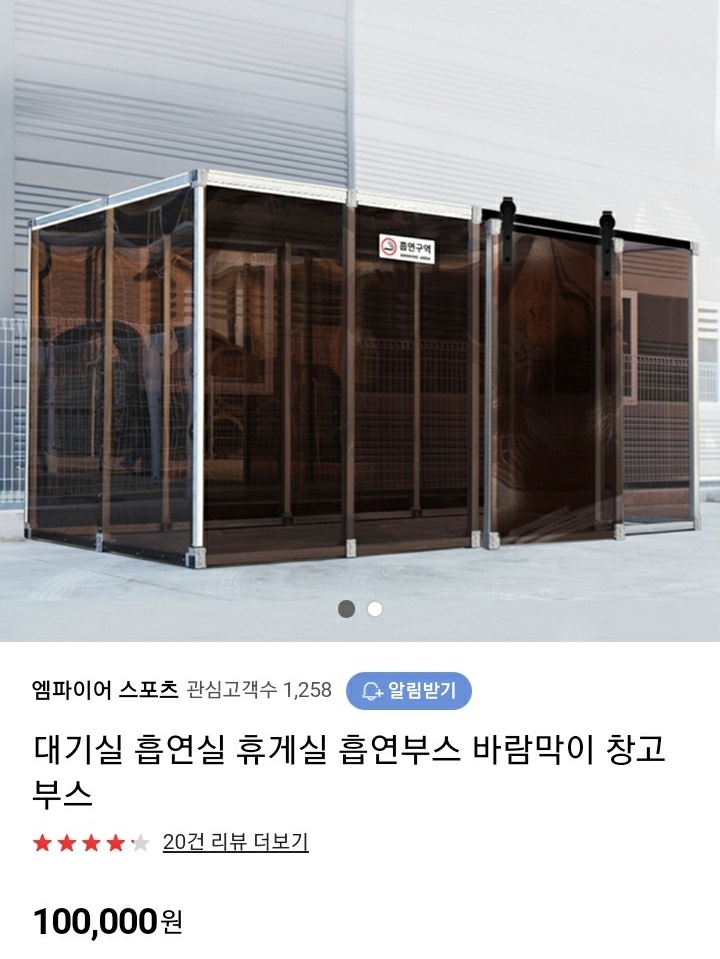 흡연구역
SMOKING AREA
엠파이어 스포츠 관심고객수 1,258 알림받기
대기실 흡연실 휴게실 흡연부스 바람막이 창고
부스
20건 리뷰 더보기
100,000원